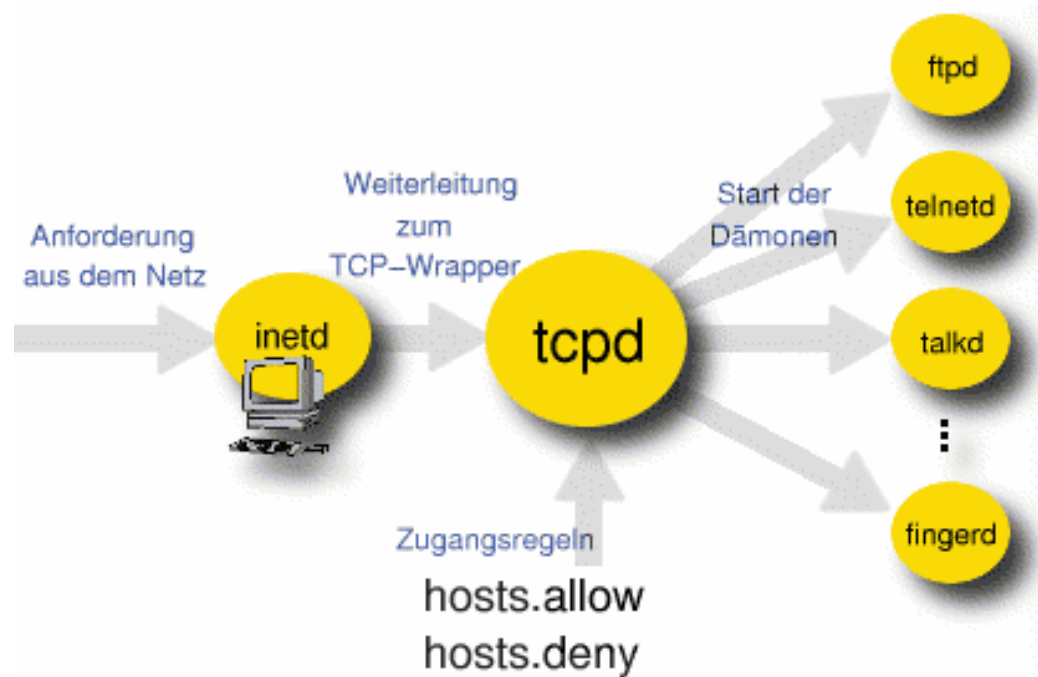 Anforderung
aus dem Netz
inetd
Weiterleitung
zum
TCP–Wrapper
tcpd
Zugangsregeln
hosts.allow
hosts.deny
Start der
Dämonen
ftpd
telnetd
talkd
⋮
fingerd